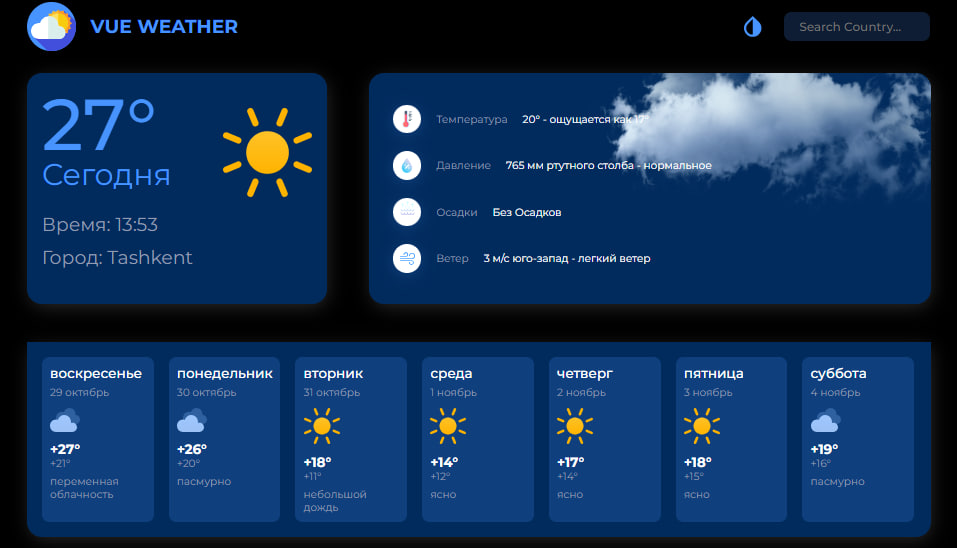 VUE WEATHER
Search Country...
27°
Сегодня
Время: 13:53
Город: Tashkent
Температура 20° - ощущается как 17°
Давление 765 мм ртутного столба - нормальное
Осадки Без Осадков
Ветер 3 м/с юго-запад - легкий ветер
воскресенье
29 октябрь
+27°
+21°
переменная
облачность
понедельник
30 октябрь
+26°
+20°
пасмурно
вторник
31 октябрь
+18°
+11°
небольшой
дождь
среда
1 ноябрь
+14°
+12°
ясно
четверг
2 ноябрь
+17°
+14°
ясно
пятница
3 ноябрь
+18°
+15°
ясно
суббота
4 ноябрь
+19°
+16°
пасмурно